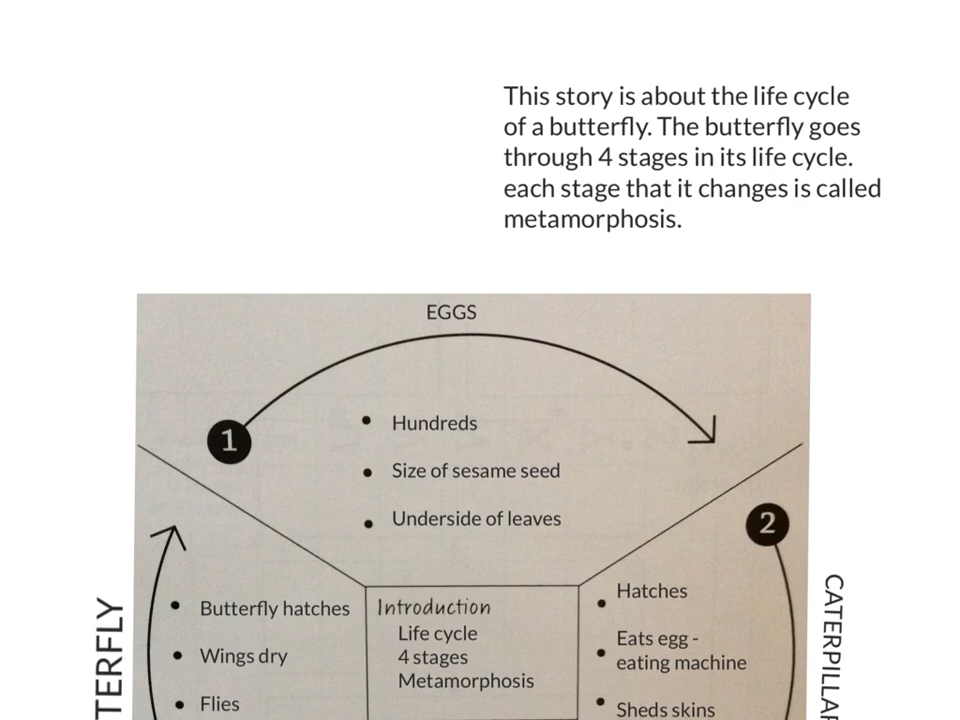 This story is about the life cycle
of a butterfly. The butterfly goes
through 4 stages in its life cycle.
each stage that it changes is called
metamorphosis.
EGGS
1
Hundreds
Size of sesame seed
Underside of leaves
2
Butterfly hatches
Wings dry
Flies
Introduction
Life cycle
4 stages
Metamorphosis
Hatches
Eats egg -
eating machine
Sheds skins